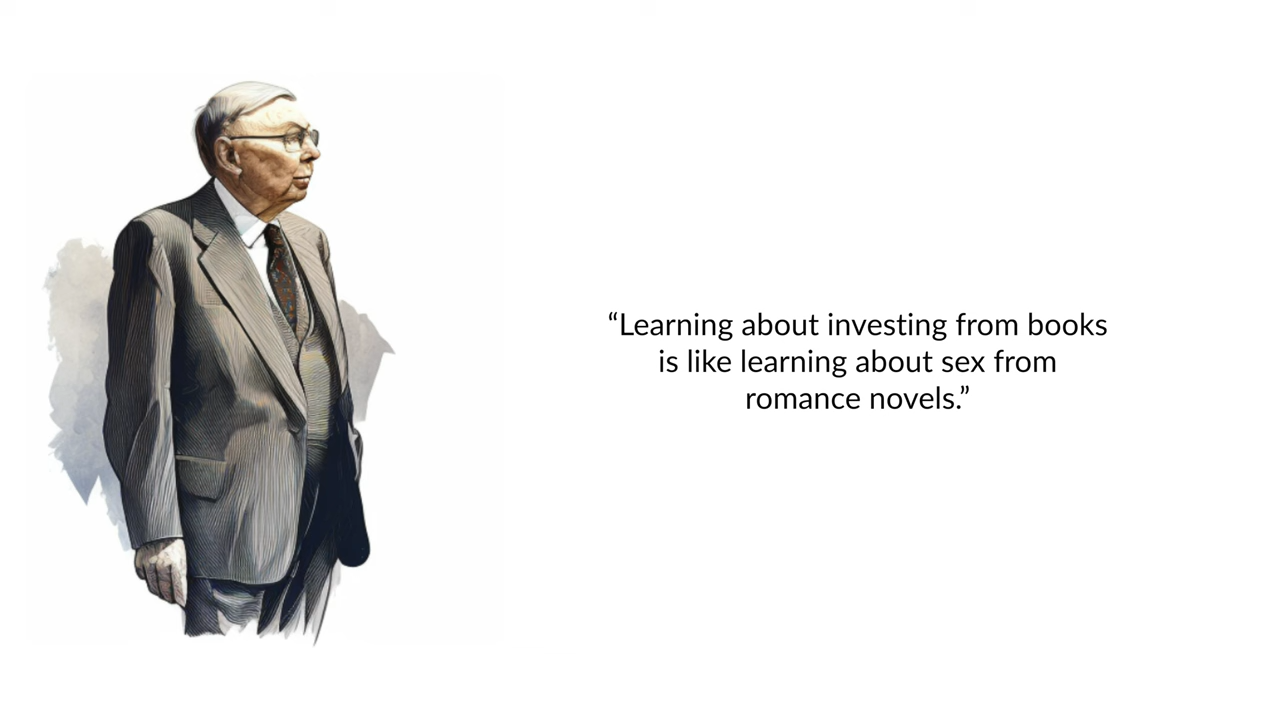 “Learning about investing from books
is like learning about sex from
romance novels.”